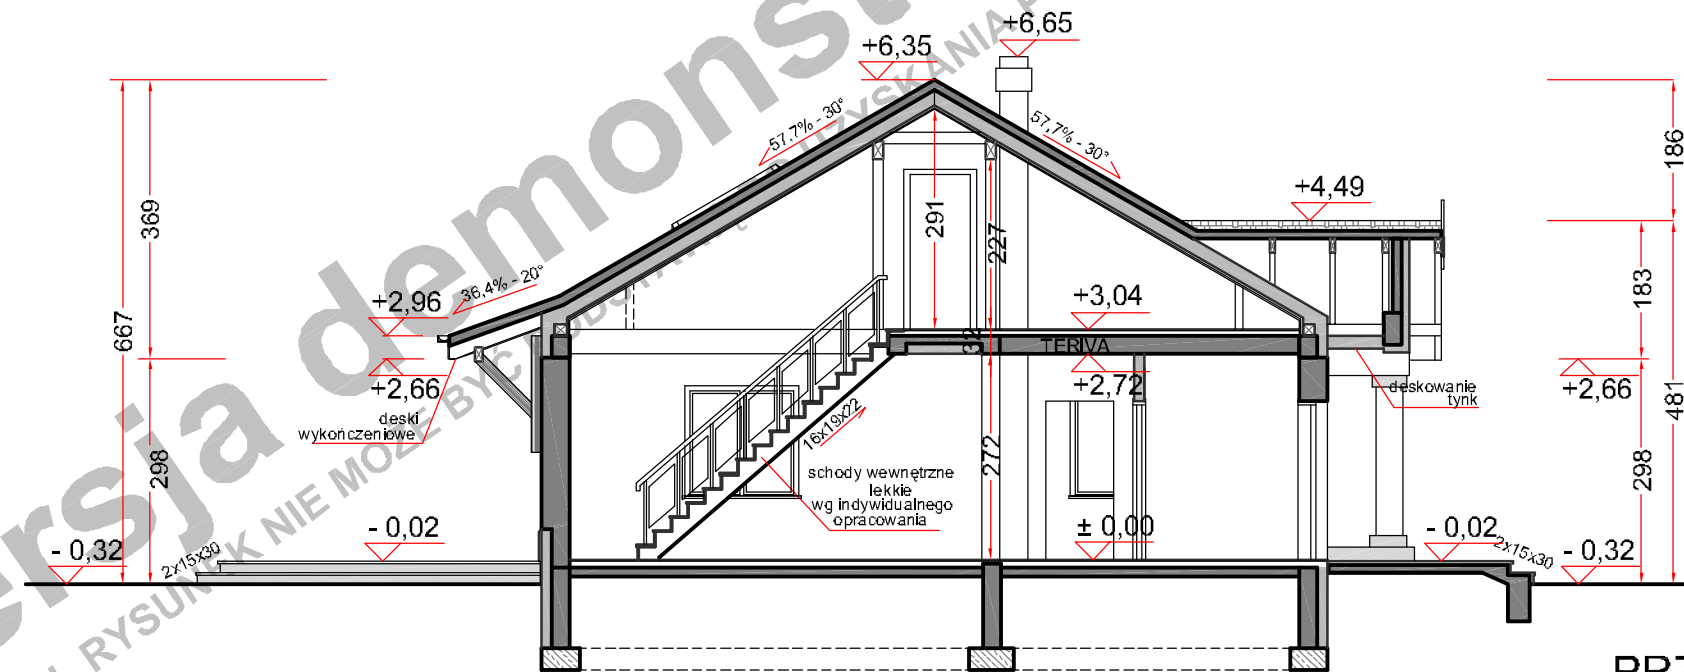 +6,65
+6,35
57,7% - 30°
57,7% - 30°
186
+4,49
369
291
227
183
36,4% - 20°
+2,96
+3,04
667
32
TERIVA
+2,66
+2,72
+2,66
481
deski
wykończeniowe
deskowanie
tynk
16x19x22
298
272
298
schody wewnętrzne
lekkie
wg indywidualnego
opracowania
- 0,02
± 0,00
- 0,02
- 0,32
2x15x30
2x15x30
- 0,32
ersja demonst
RYSUNEK NIE MOŻE BYĆ
UZYSKANIA